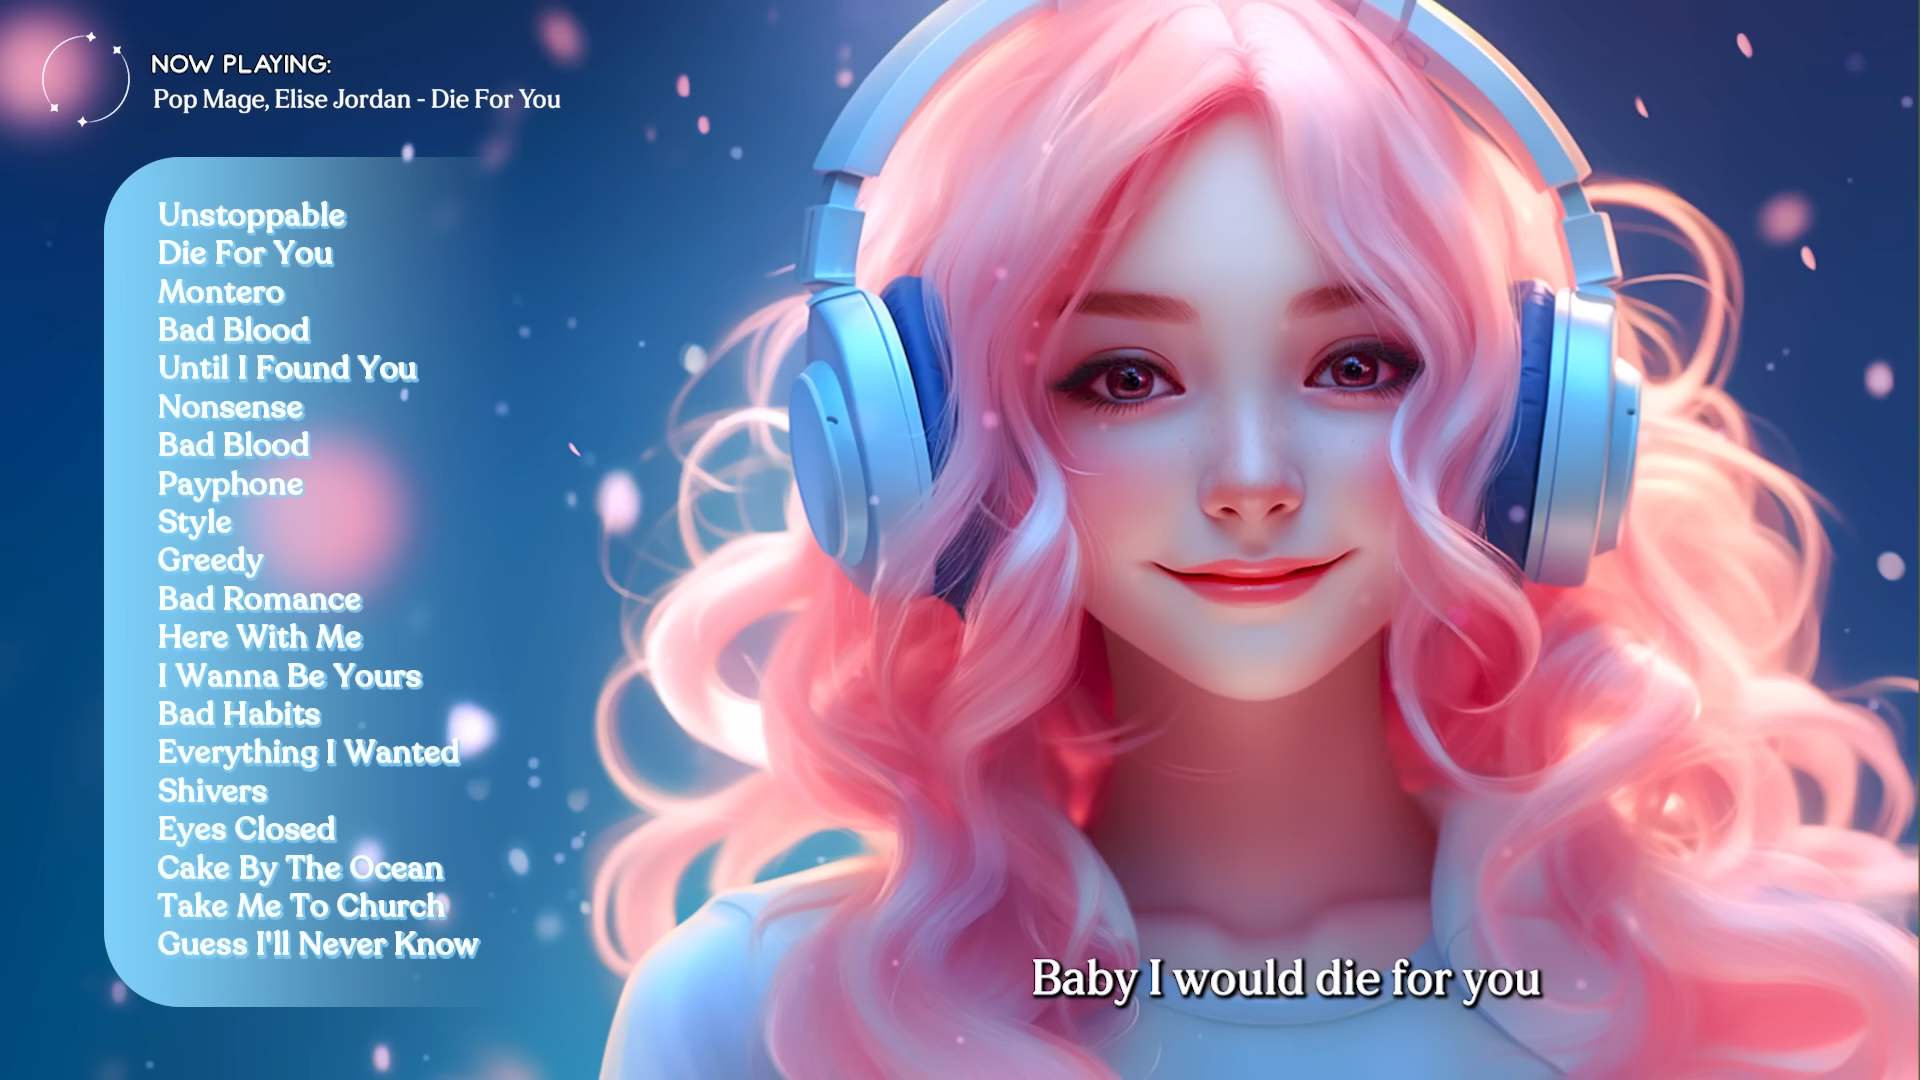 NOW PLAYING:
Pop Mage, Elise Jordan - Die For You
Unstoppable
Die For You
Montero
Bad Blood
Until I Found You
Nonsense
Bad Blood
Payphone
Style
Greedy
Bad Romance
Here With Me
I Wanna Be Yours
Bad Habits
Everything I Wanted
Shivers
Eyes Closed
Cake By The Ocean
Take Me To Church
Guess I'll Never Know
Baby I would die for you